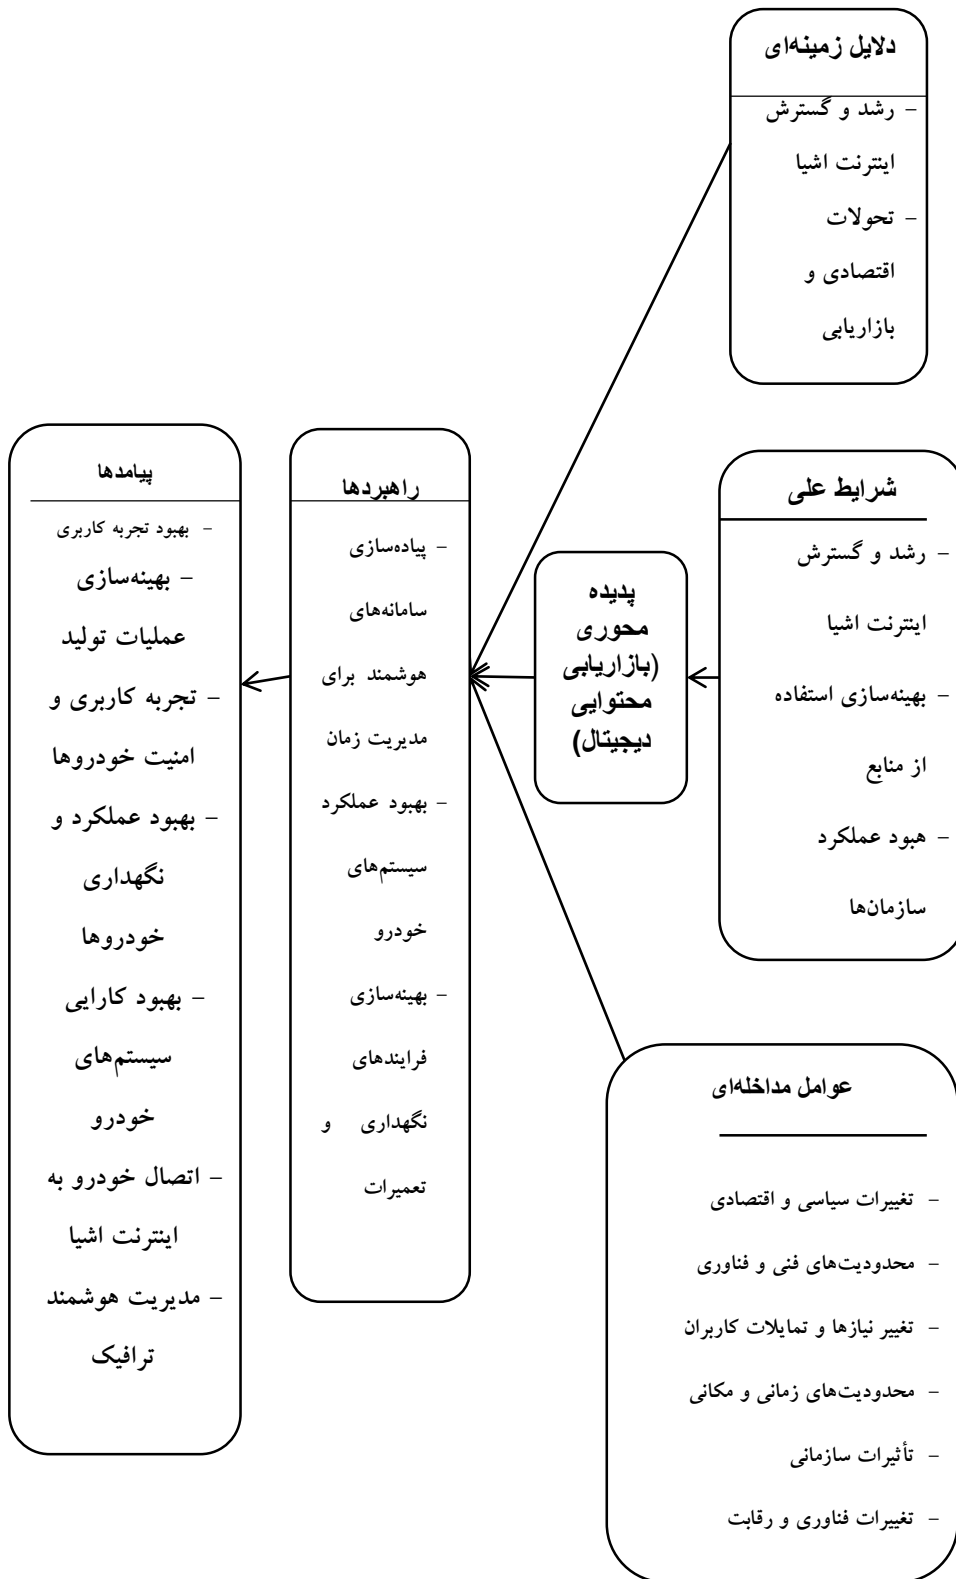 دلایل زمینه‌ای
- رشد و گسترش
اینترنت اشیا
- تحولات
اقتصادی و
بازاریابی
شرایط علی
- رشد و گسترش
اینترنت اشیا
- بهینه‌سازی استفاده
از منابع
- هبود عملکرد
سازمان‌ها
پدیده
محوری
(بازاریابی
محتوایی
دیجیتال)
راهبردها
- پیاده‌سازی
سامانه‌های
هوشمند برای
مدیریت زمان
- بهبود عملکرد
سیستم‌های
خودرو
- بهینه‌سازی
فرایندهای
نگهداری و
تعمیرات
پیامدها
- بهبود تجربه کاربری
- بهینه‌سازی
عملیات تولید
- تجربه کاربری و
امنیت خودروها
- بهبود عملکرد و
نگهداری
خودروها
- بهبود کارایی
سیستم‌های
خودرو
- اتصال خودرو به
اینترنت اشیا
- مدیریت هوشمند
ترافیک
عوامل مداخله‌ای
- تغییرات سیاسی و اقتصادی
- محدودیت‌های فنی و فناوری
- تغییر نیازها و تمایلات کاربران
- محدودیت‌های زمانی و مکانی
- تأثیرات سازمانی
- تغییرات فناوری و رقابت